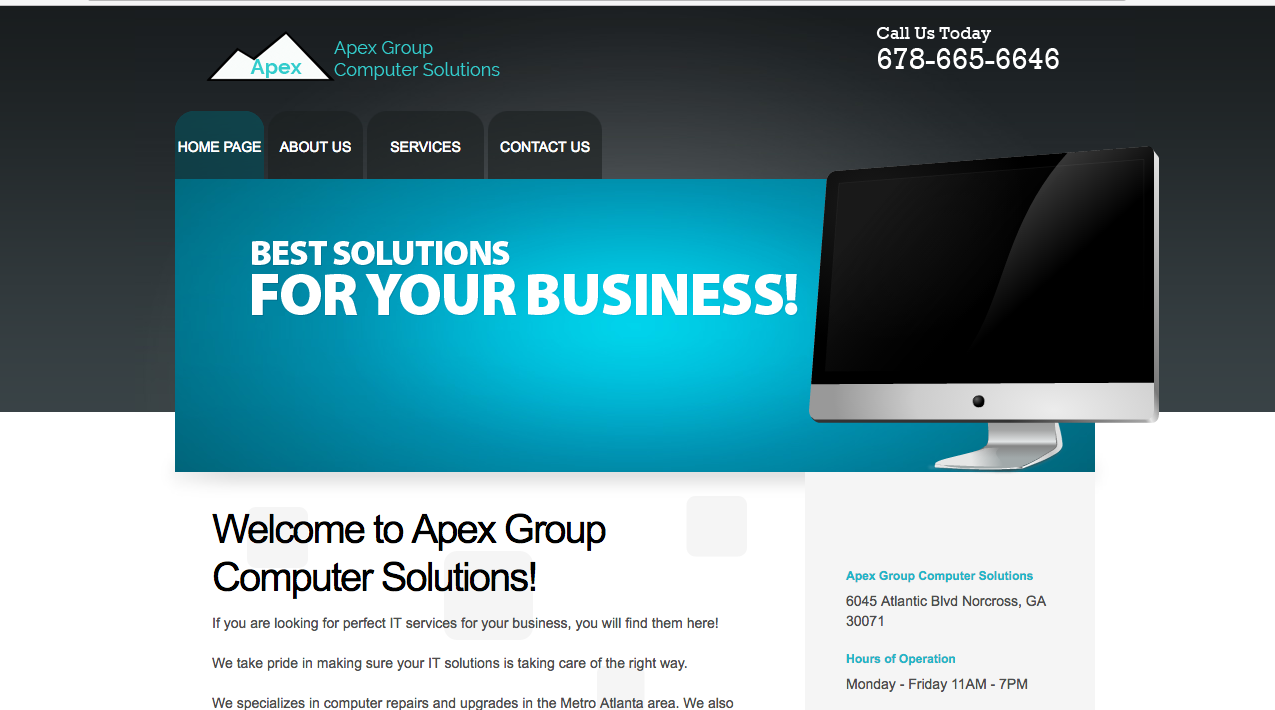 Apex
Apex Group
Computer Solutions
Call Us Today
678-665-6646
HOME PAGE
ABOUT US
SERVICES
CONTACT US
BEST SOLUTIONS
FOR YOUR BUSINESS!
Welcome to Apex Group
Computer Solutions!
If you are looking for perfect IT services for your business, you will find them here!
We take pride in making sure your IT solutions is taking care of the right way.
We specializes in computer repairs and upgrades in the Metro Atlanta area. We also
Apex Group Computer Solutions
6045 Atlantic Blvd Norcross, GA
30071
Hours of Operation
Monday - Friday 11AM - 7PM